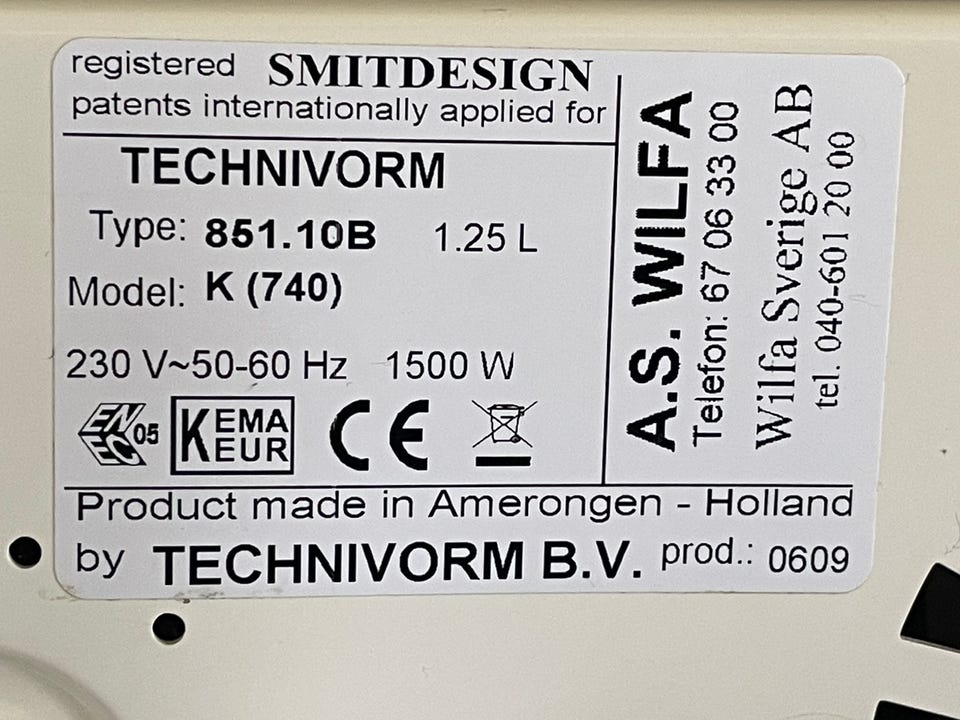 registered SMITDESIGN
patents internationally applied for
TECHNIVORM
Type: 851.10B 1.25 L
Model: K (740)
230 V~50-60 Hz 1500 W
ENEC 05 KEMA KEUR CE
Product made in Amerongen - Holland
by TECHNIVORM B.V. prod.: 0609
A.S. WILFA
Telefon: 67 06 33 00
Wilfa Sverige AB
tel. 040-601 20 00